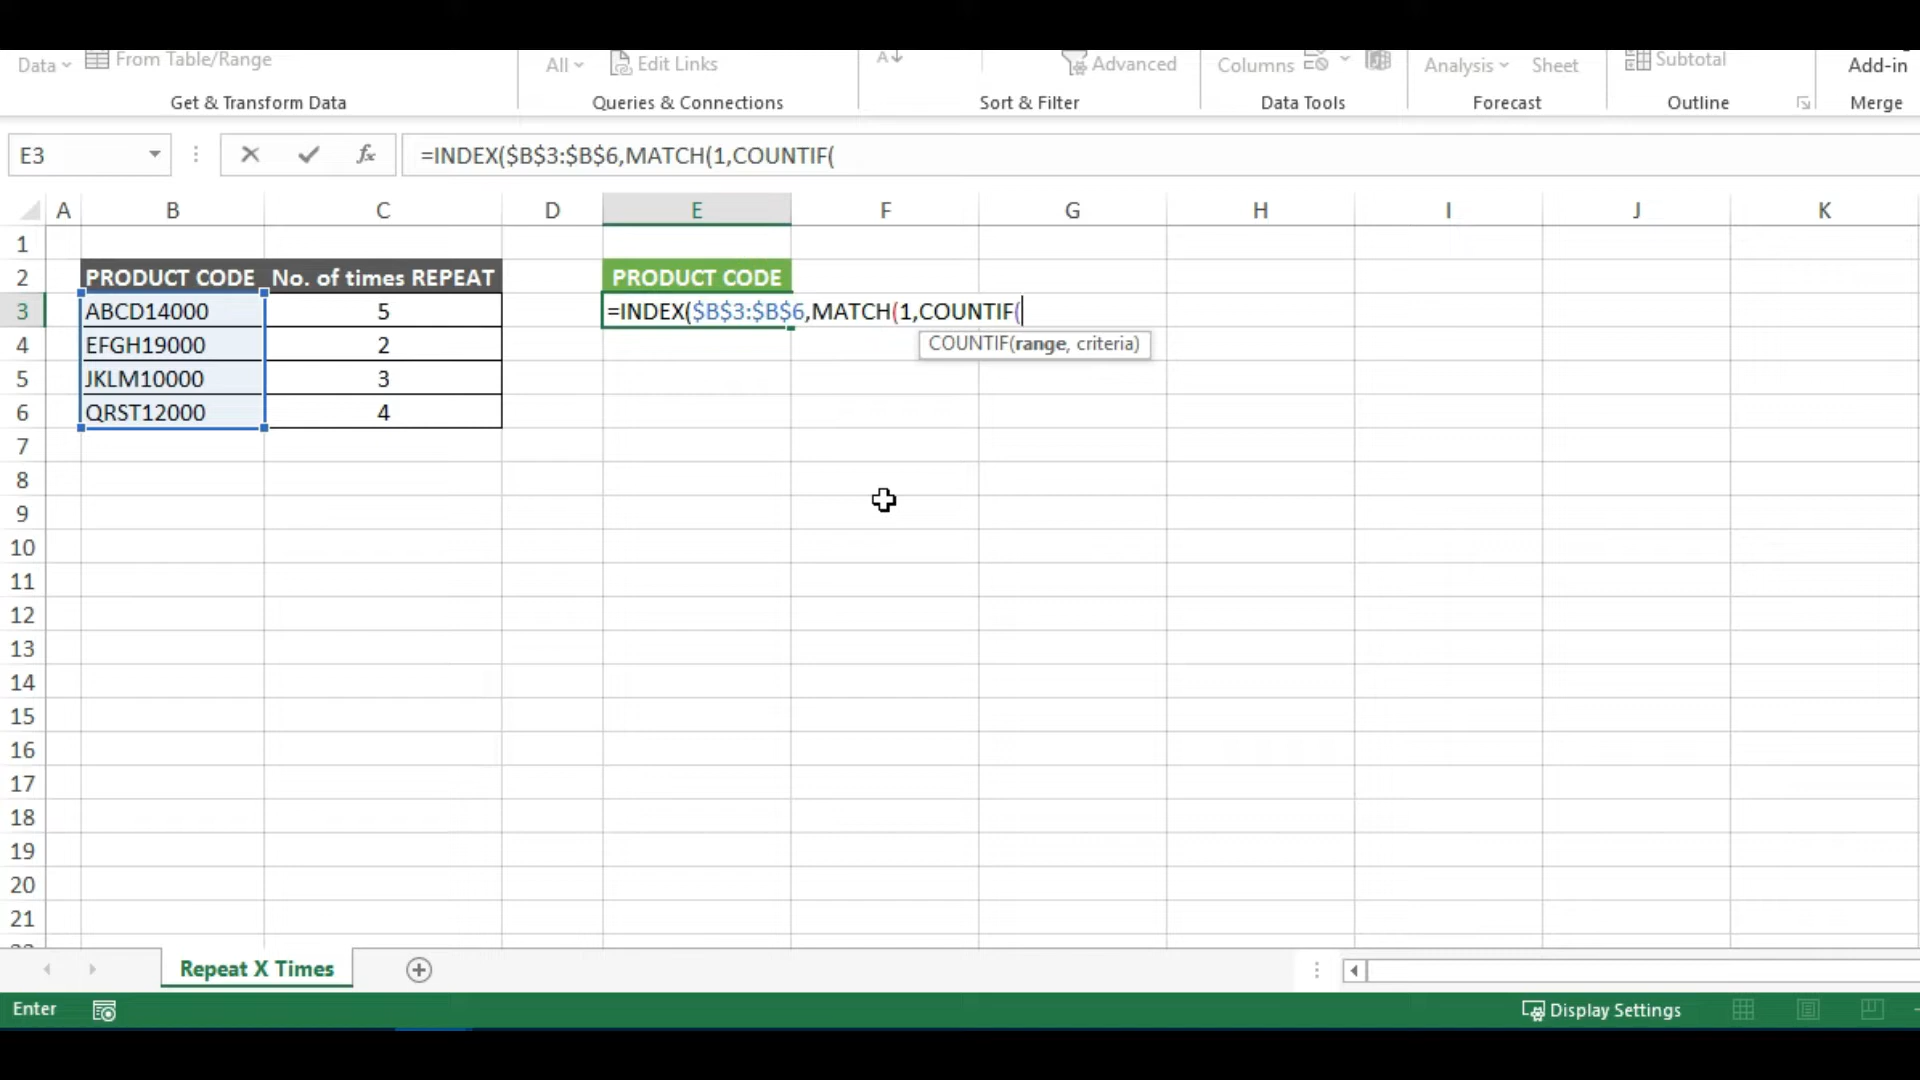 Data From Table/Range All Edit Links Advanced Columns Analysis Sheet Subtotal Add-in
Get & Transform Data Queries & Connections Sort & Filter Data Tools Forecast Outline Merge
E3 fx =INDEX($B$3:$B$6,MATCH(1,COUNTIF(
A B C D E F G H I J K
1
2 PRODUCT CODE No. of times REPEAT PRODUCT CODE
3 ABCD14000 5 =INDEX($B$3:$B$6,MATCH(1,COUNTIF(
4 EFGH19000 2 COUNTIF(range, criteria)
5 JKLM10000 3
6 QRST12000 4
7
8
9
10
11
12
13
14
15
16
17
18
19
20
21
Repeat X Times
Enter Display Settings